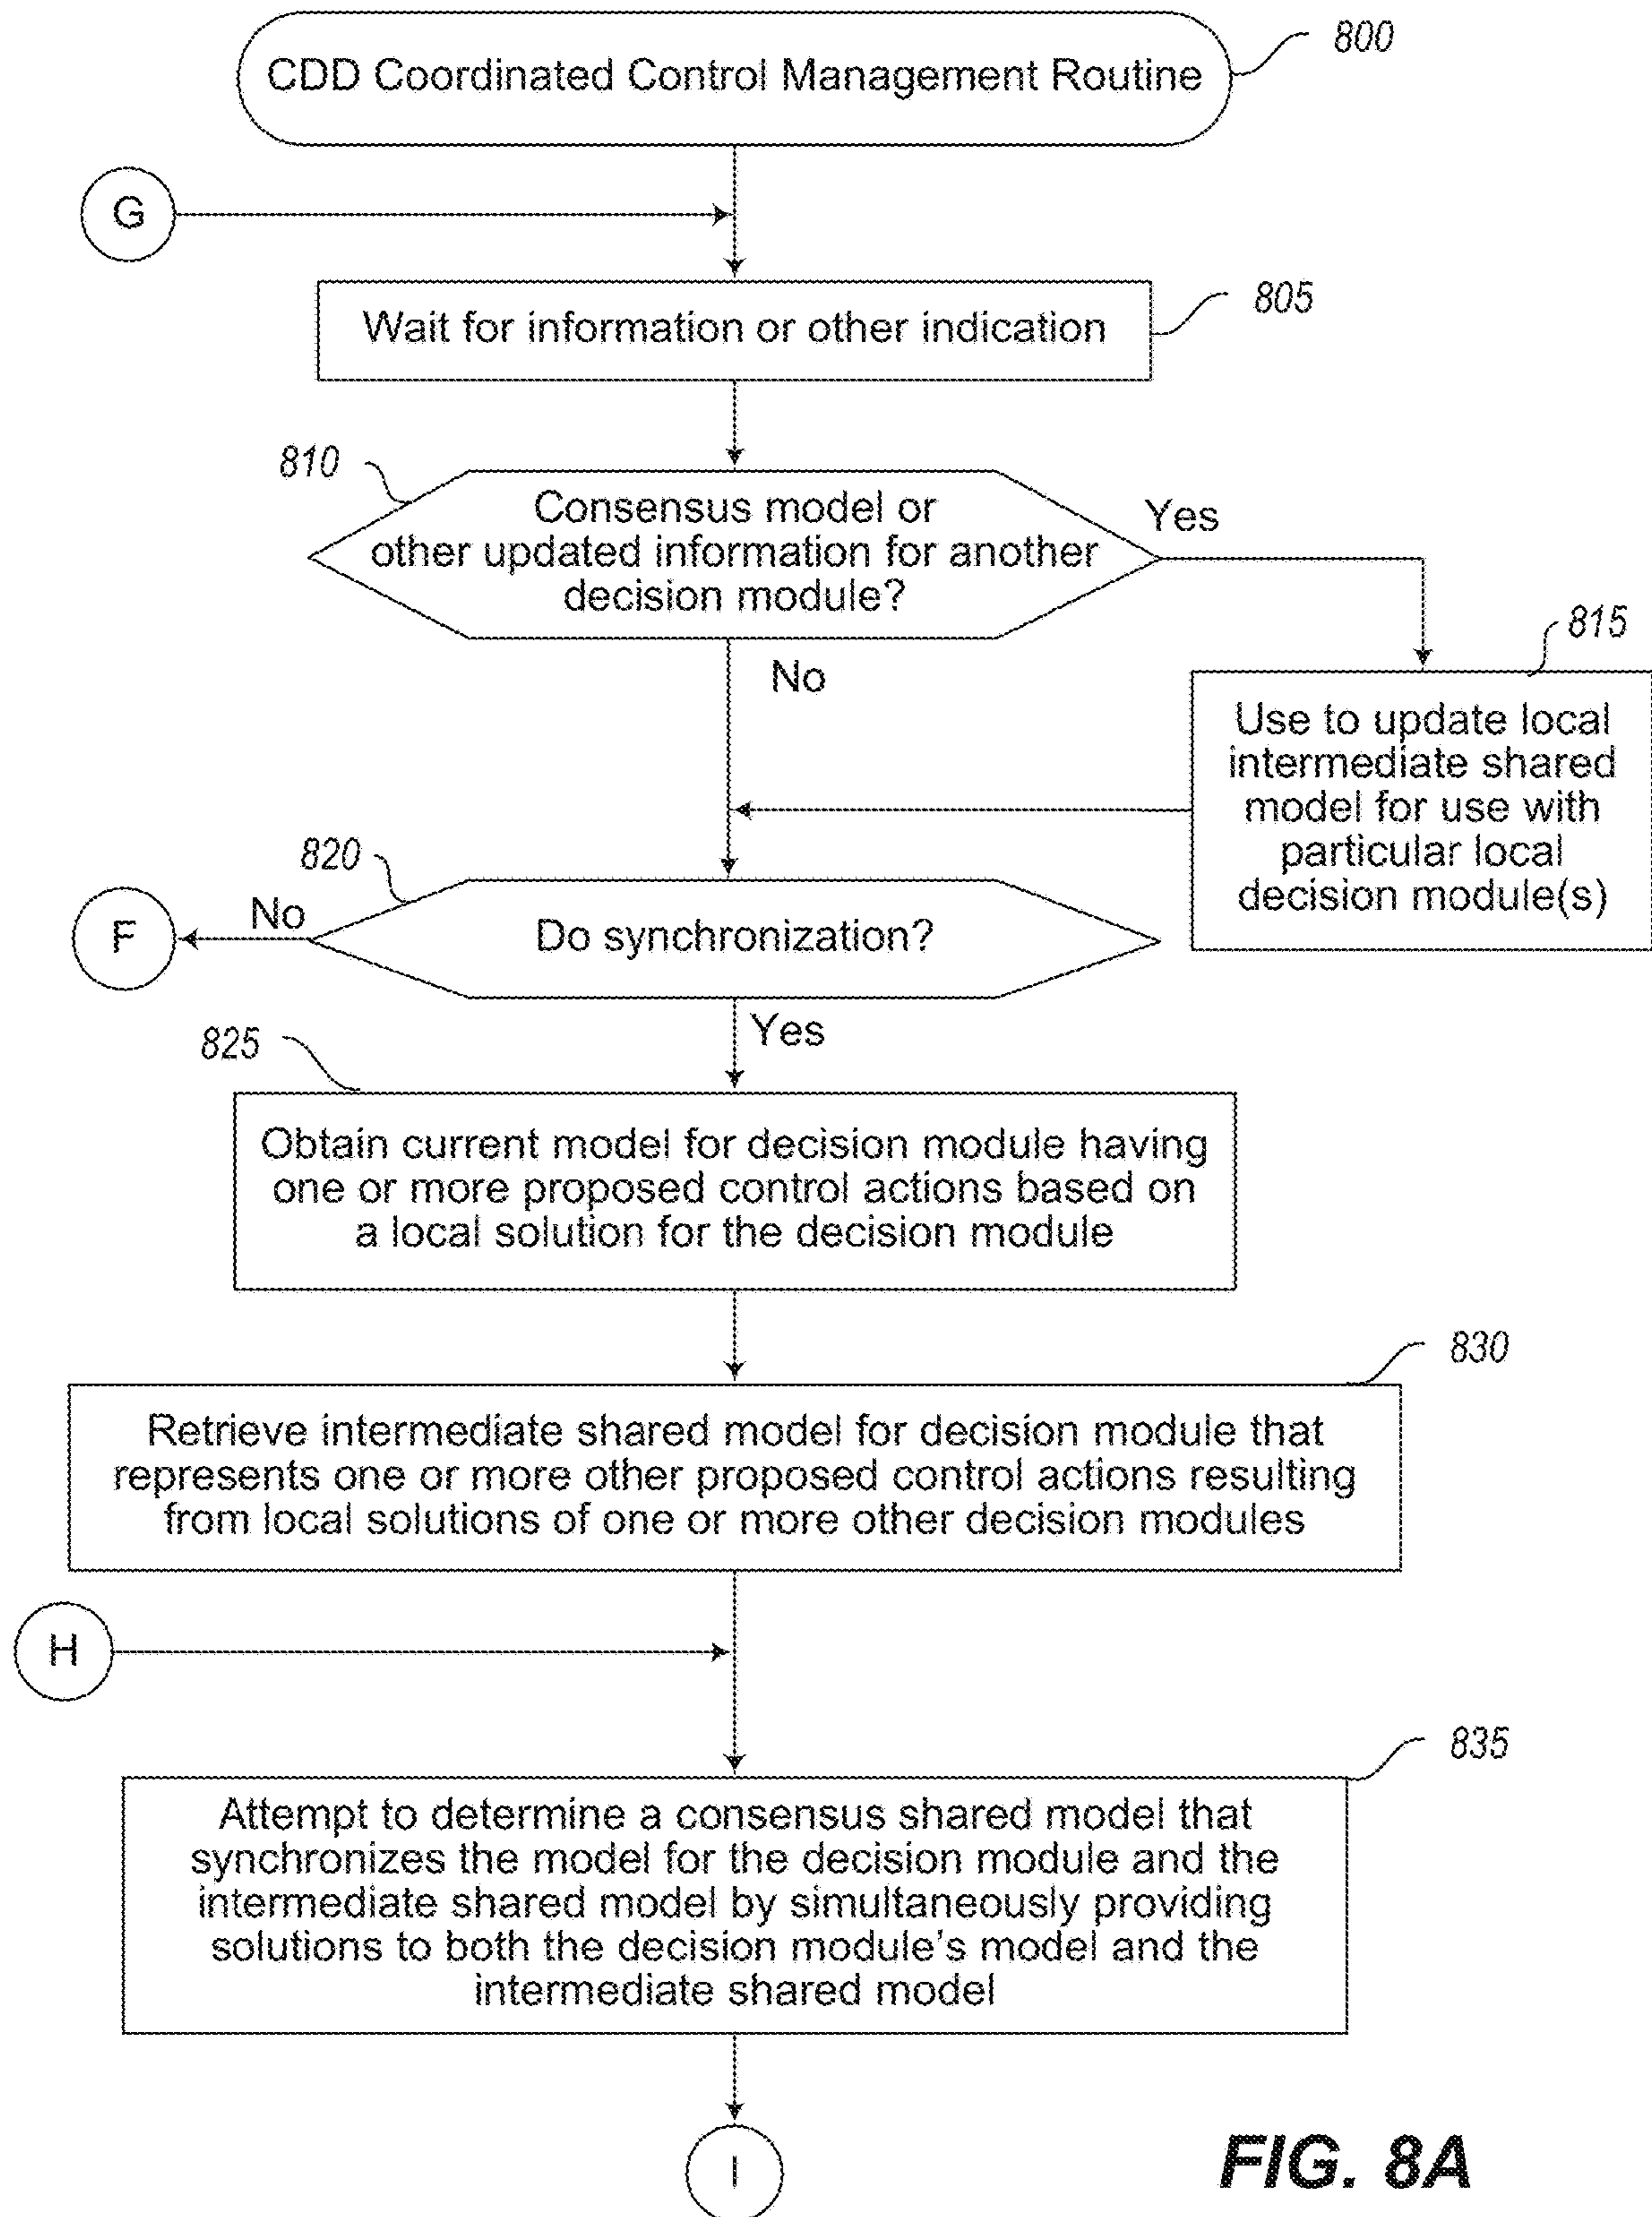 CDD Coordinated Control Management Routine
800
G
Wait for information or other indication
805
810
Consensus model or
other updated information for another
decision module?
Yes
No
815
Use to update local
intermediate shared
model for use with
particular local
decision module(s)
820
Do synchronization?
No
F
Yes
825
Obtain current model for decision module having
one or more proposed control actions based on
a local solution for the decision module
830
Retrieve intermediate shared model for decision module that
represents one or more other proposed control actions resulting
from local solutions of one or more other decision modules
H
835
Attempt to determine a consensus shared model that
synchronizes the model for the decision module and the
intermediate shared model by simultaneously providing
solutions to both the decision module's model and the
intermediate shared model
I
FIG. 8A